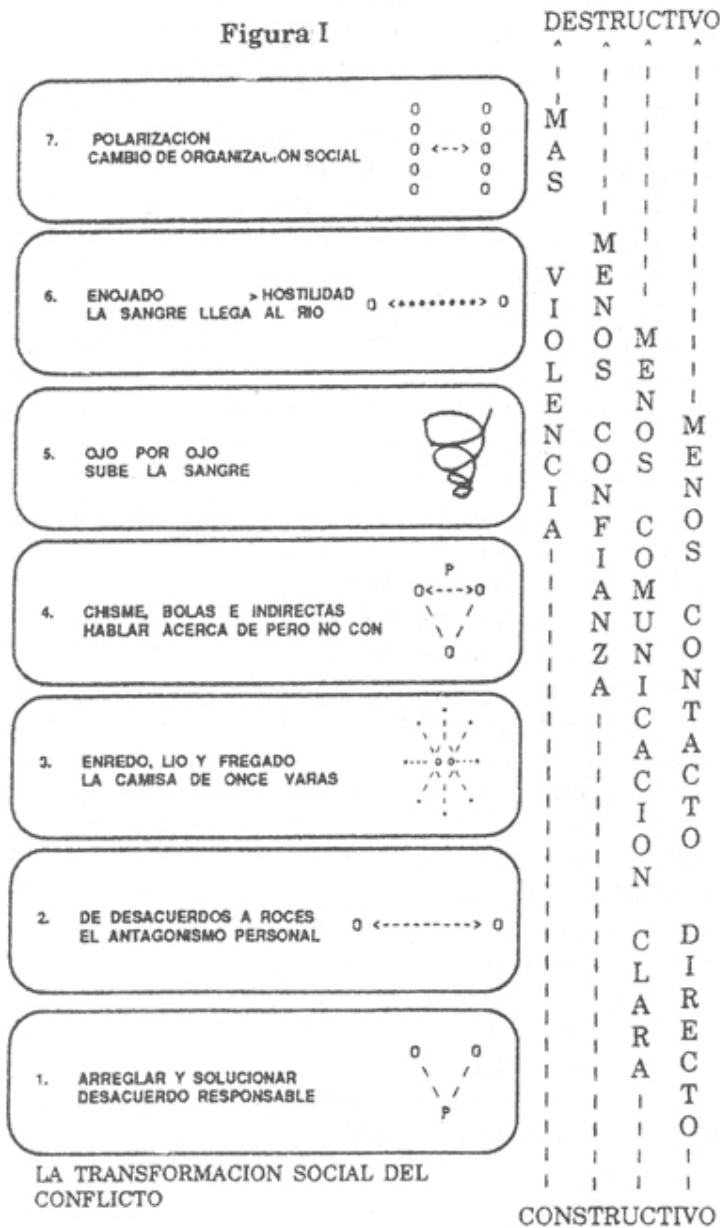 Figura I
DESTRUCTIVO
7. POLARIZACION
CAMBIO DE ORGANIZACION SOCIAL
O O
O O
O <--> O
O O
O O
6. ENOJADO > HOSTILIDAD
LA SANGRE LLEGA AL RIO
O <••••••••> O
5. OJO POR OJO
SUBE LA SANGRE
4. CHISME, BOLAS E INDIRECTAS
HABLAR ACERCA DE PERO NO CON
P
O<--->O
O
3. ENREDO, LIO Y FREGADO
LA CAMISA DE ONCE VARAS
o o
2. DE DESACUERDOS A ROCES
EL ANTAGONISMO PERSONAL
O <---------> O
1. ARREGLAR Y SOLUCIONAR
DESACUERDO RESPONSABLE
O O
P
MAS VIOLENCIA
MENOS CONFIANZA
MENOS COMUNICACION CLARA
MENOS CONTACTO DIRECTO
LA TRANSFORMACION SOCIAL DEL
CONFLICTO
CONSTRUCTIVO